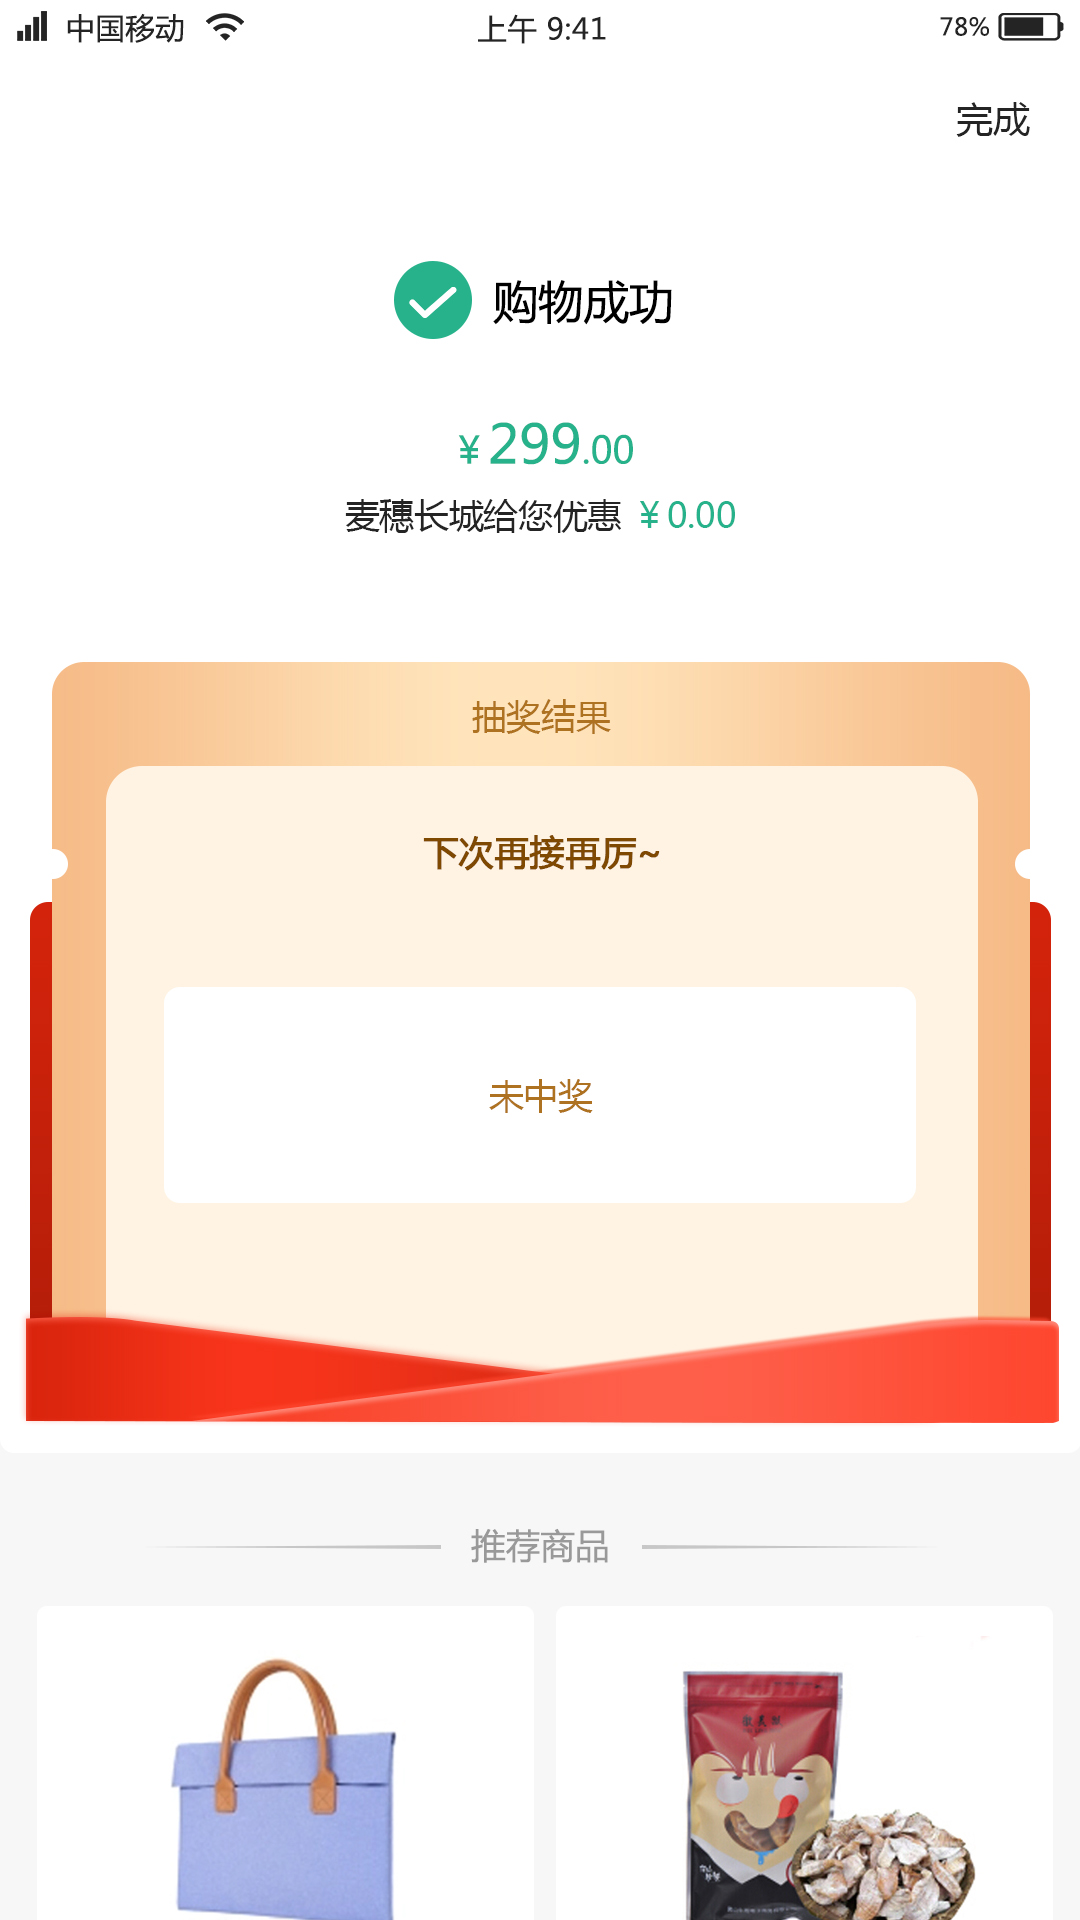 中国移动
上午 9:41
78%
完成
购物成功
¥ 299.00
麦穗长城给您优惠 ¥ 0.00
抽奖结果
下次再接再厉~
未中奖
推荐商品